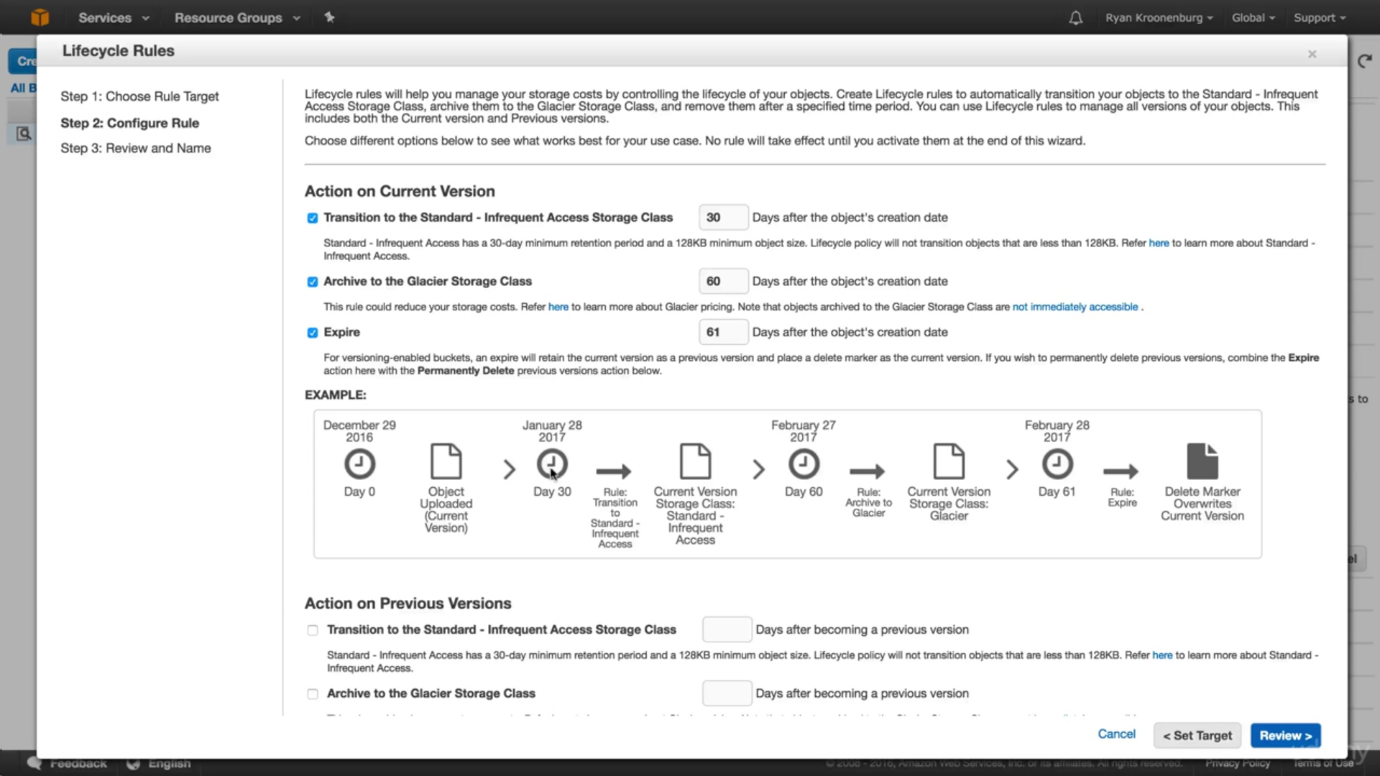 Services Resource Groups Ryan Kroonenburg Global Support
Lifecycle Rules
Cre
All B
Step 1: Choose Rule Target
Step 2: Configure Rule
Step 3: Review and Name
Lifecycle rules will help you manage your storage costs by controlling the lifecycle of your objects. Create Lifecycle rules to automatically transition your objects to the Standard - Infrequent
Access Storage Class, archive them to the Glacier Storage Class, and remove them after a specified time period. You can use Lifecycle rules to manage all versions of your objects. This
includes both the Current version and Previous versions.
Choose different options below to see what works best for your use case. No rule will take effect until you activate them at the end of this wizard.
Action on Current Version
Transition to the Standard - Infrequent Access Storage Class 30 Days after the object's creation date
Standard - Infrequent Access has a 30-day minimum retention period and a 128KB minimum object size. Lifecycle policy will not transition objects that are less than 128KB. Refer here to learn more about Standard -
Infrequent Access.
Archive to the Glacier Storage Class 60 Days after the object's creation date
This rule could reduce your storage costs. Refer here to learn more about Glacier pricing. Note that objects archived to the Glacier Storage Class are not immediately accessible .
Expire 61 Days after the object's creation date
For versioning-enabled buckets, an expire will retain the current version as a previous version and place a delete marker as the current version. If you wish to permanently delete previous versions, combine the Expire
action here with the Permanently Delete previous versions action below.
EXAMPLE:
s to
December 29
2016
Day 0
Object
Uploaded
(Current
Version)
January 28
2017
Day 30
Rule:
Transition
to
Standard -
Infrequent
Access
Current Version
Storage Class:
Standard -
Infrequent
Access
February 27
2017
Day 60
Rule:
Archive to
Glacier
Current Version
Storage Class:
Glacier
February 28
2017
Day 61
Rule:
Expire
Delete Marker
Overwrites
Current Version
el
Action on Previous Versions
Transition to the Standard - Infrequent Access Storage Class Days after becoming a previous version
Standard - Infrequent Access has a 30-day minimum retention period and a 128KB minimum object size. Lifecycle policy will not transition objects that are less than 128KB. Refer here to learn more about Standard -
Infrequent Access.
Archive to the Glacier Storage Class Days after becoming a previous version
Cancel < Set Target Review >
Feedback English © 2008 - 2016, Amazon Web Services, Inc. or its affiliates. All rights reserved. Privacy Policy Terms of Use